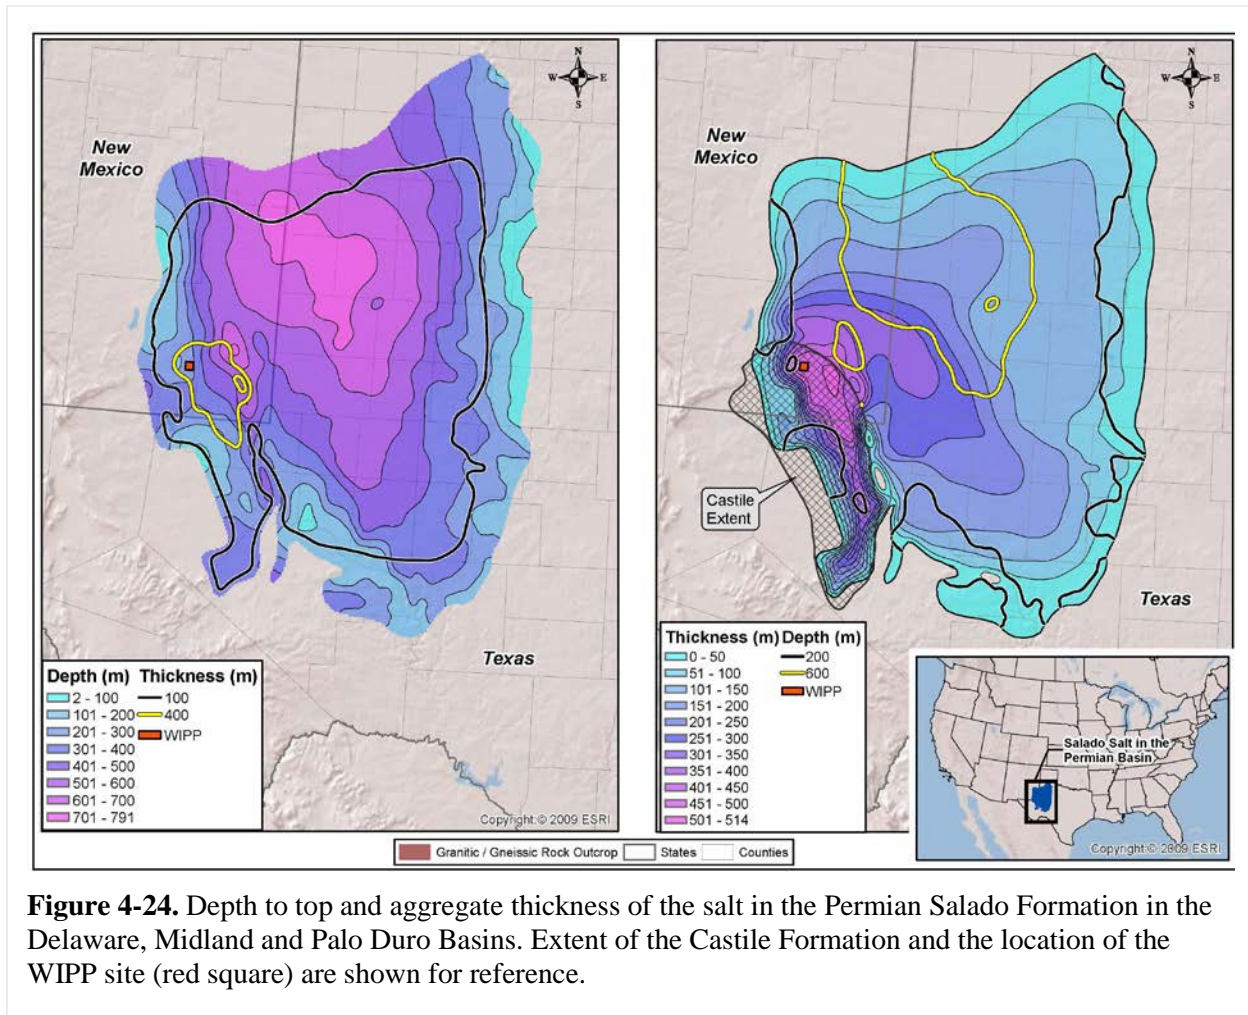 N
W E
S
New
Mexico
Texas
Depth (m) Thickness (m)
2 - 100 100
101 - 200 400
201 - 300 WIPP
301 - 400
401 - 500
501 - 600
601 - 700
701 - 791
Copyright:© 2009 ESRI
N
W E
S
New
Mexico
Castile
Extent
Texas
Thickness (m) Depth (m)
0 - 50 200
51 - 100 600
101 - 150 WIPP
151 - 200
201 - 250
251 - 300
301 - 350
351 - 400
401 - 450
451 - 500
501 - 514
Salado Salt in the
Permian Basin
Copyright:© 2009 ESRI
Granitic / Gneissic Rock Outcrop States Counties
Figure 4-24. Depth to top and aggregate thickness of the salt in the Permian Salado Formation in the
Delaware, Midland and Palo Duro Basins. Extent of the Castile Formation and the location of the
WIPP site (red square) are shown for reference.